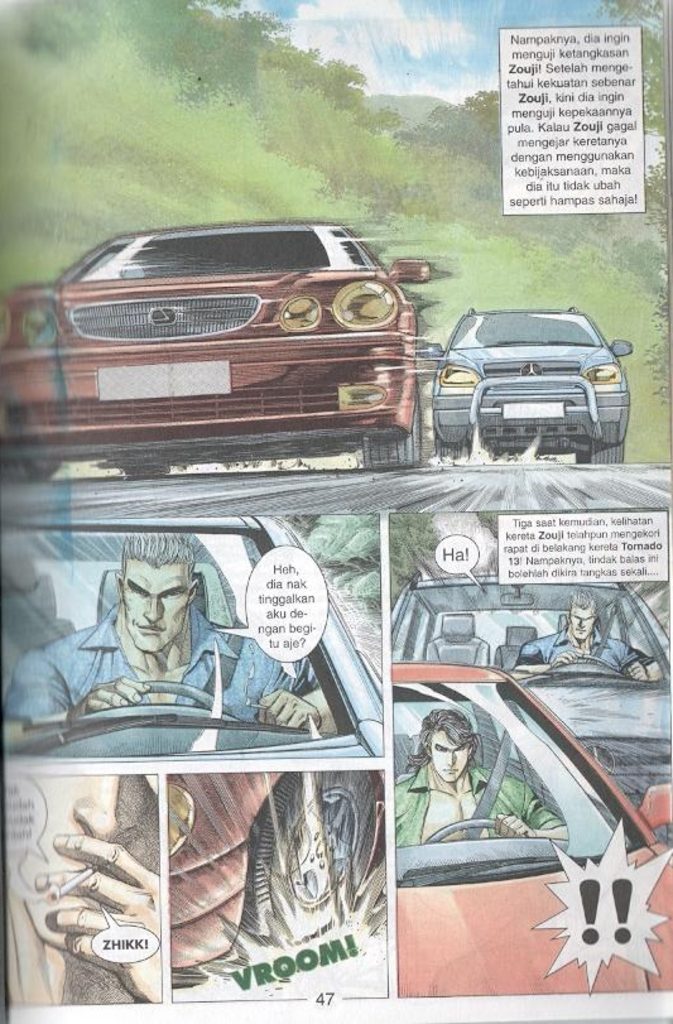 Nampaknya, dia ingin
menguji ketangkasan
Zouji! Setelah menge-
tahui kekuatan sebenar
Zouji, kini dia ingin
menguji kepekaannya
pula. Kalau Zouji gagal
mengejar keretanya
dengan menggunakan
kebijaksanaan, maka
dia itu tidak ubah
seperti hampas sahaja!
Heh,
dia nak
tinggalkan
aku de-
ngan begi-
tu aje?
Tiga saat kemudian, kelihatan
kereta Zouji telahpun mengekori
rapat di belakang kereta Tornado
13! Nampaknya, tindak balas ini
bolehlah dikira tangkas sekali....
Ha!
ZHIKK!
VROOM!
!!
47